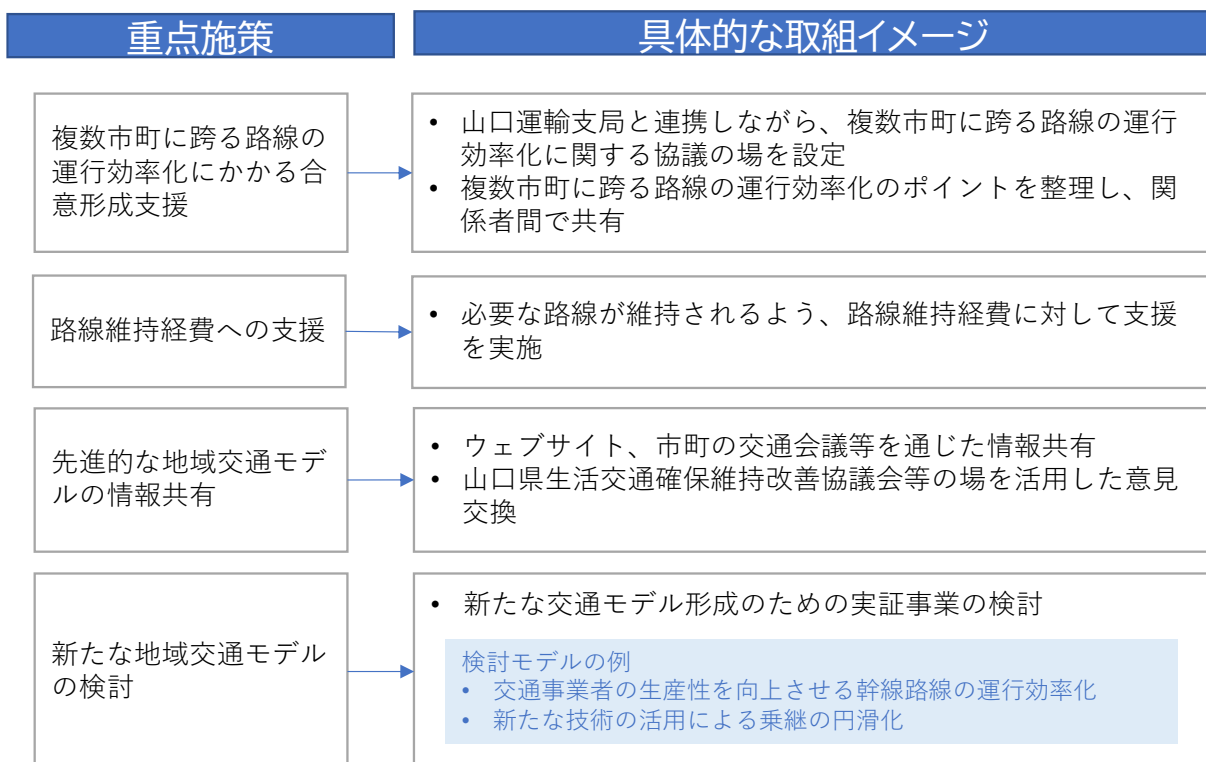 重点施策
具体的な取組イメージ
複数市町に跨る路線の
運行効率化にかかる合
意形成支援
• 山口運輸支局と連携しながら、複数市町に跨る路線の運行
効率化に関する協議の場を設定
• 複数市町に跨る路線の運行効率化のポイントを整理し、関
係者間で共有
路線維持経費への支援
• 必要な路線が維持されるよう、路線維持経費に対して支援
を実施
先進的な地域交通モデ
ルの情報共有
• ウェブサイト、市町の交通会議等を通じた情報共有
• 山口県生活交通確保維持改善協議会等の場を活用した意見
交換
新たな地域交通モデル
の検討
• 新たな交通モデル形成のための実証事業の検討
検討モデルの例
• 交通事業者の生産性を向上させる幹線路線の運行効率化
• 新たな技術の活用による乗継の円滑化